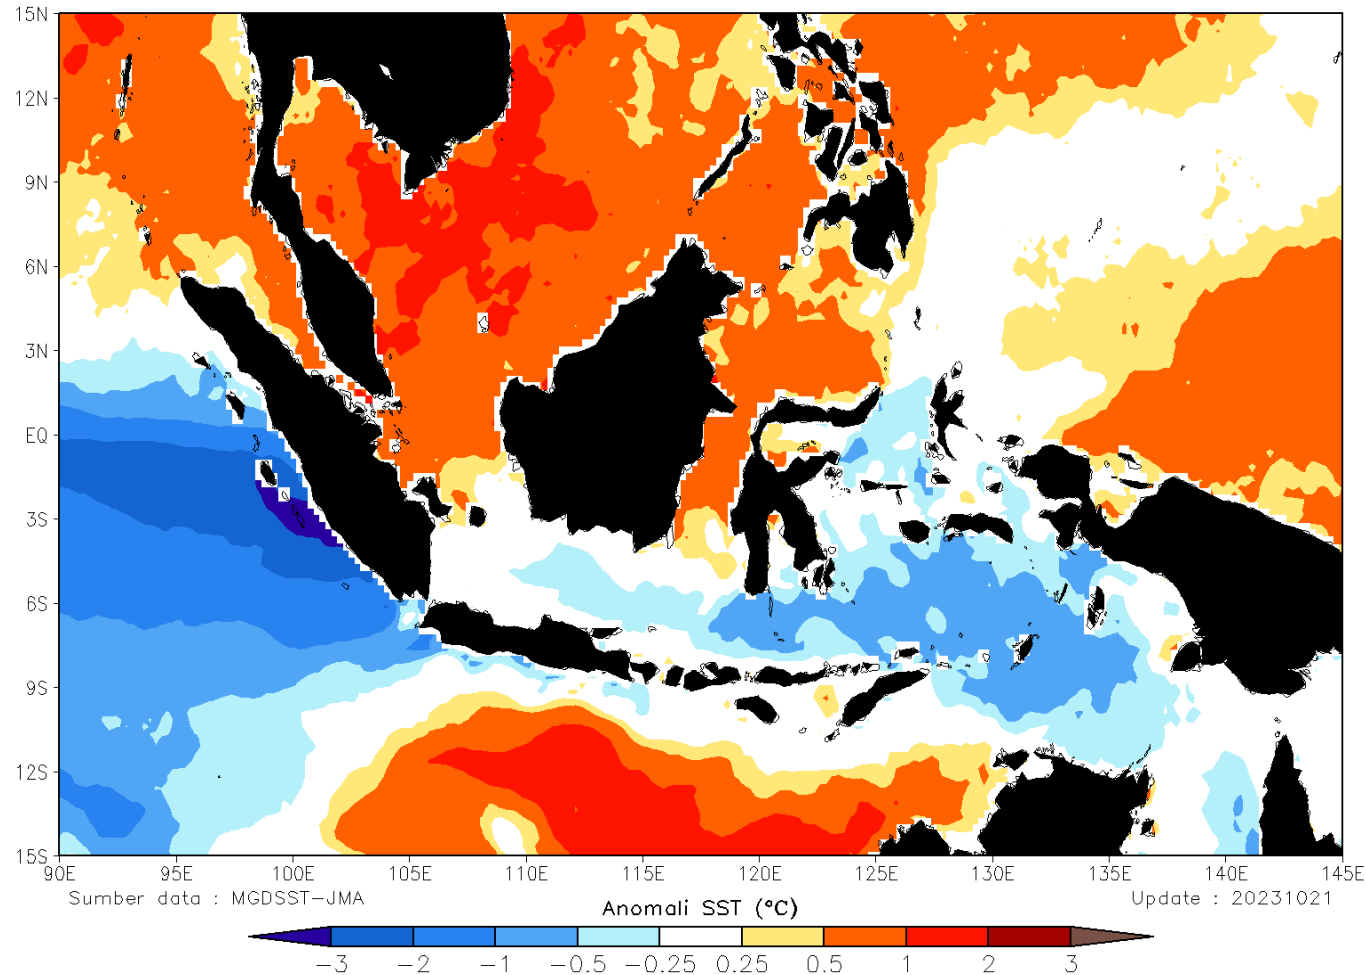 15N
12N
9N
6N
3N
EQ
3S
6S
9S
12S
15S
90E 95E 100E 105E 110E 115E 120E 125E 130E 135E 140E 145E
Sumber data : MGDSST-JMA
Update : 20231021
Anomali SST (°C)
-3 -2 -1 -0.5 -0.25 0.25 0.5 1 2 3